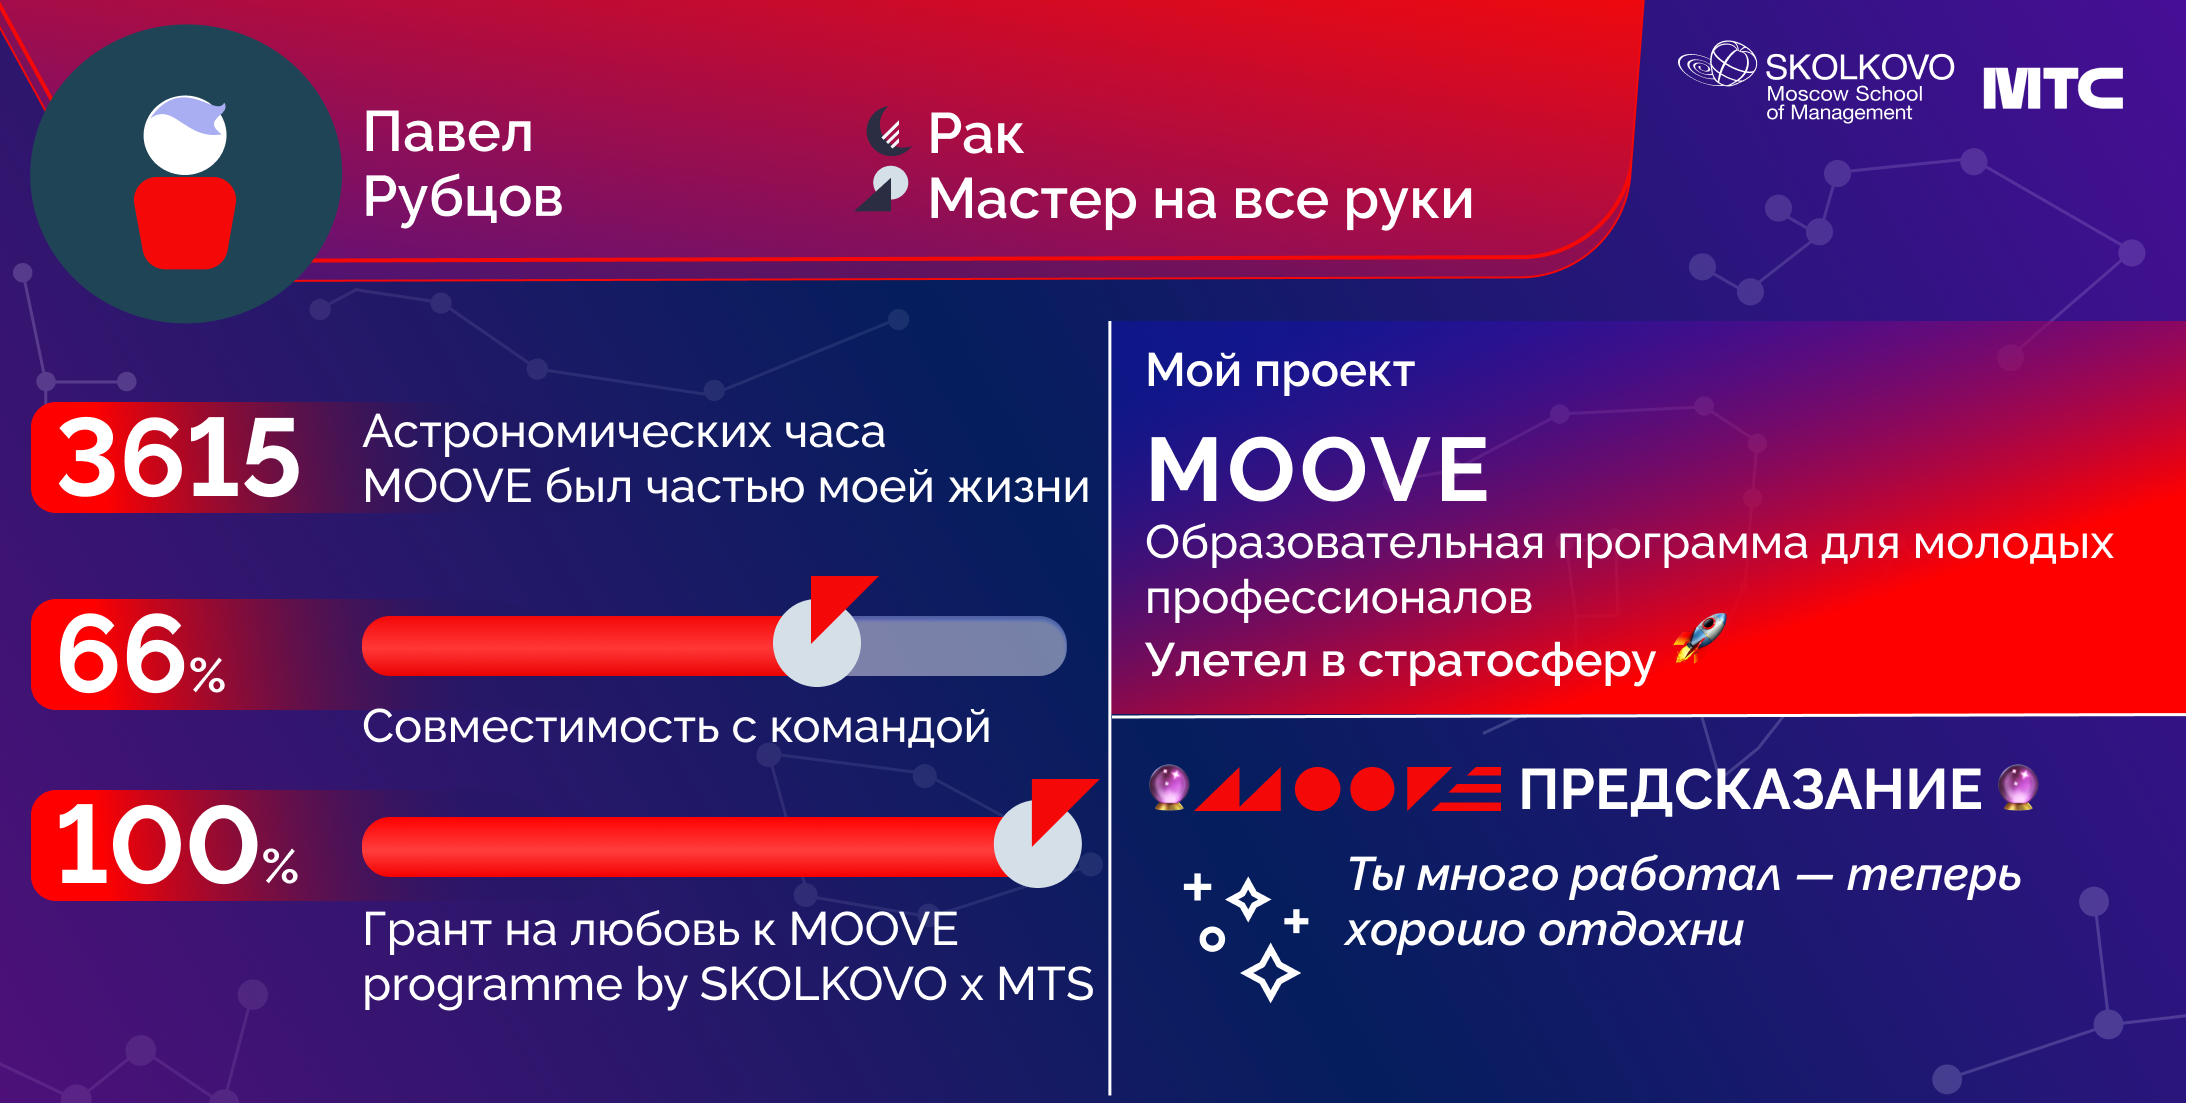 Павел
Рубцов
Рак
Мастер на все руки
SKOLKOVO
Moscow School
of Management
МТС
3615
Астрономических часа
MOOVE был частью моей жизни
66%
Совместимость с командой
100%
Грант на любовь к MOOVE
programme by SKOLKOVO x MTS
Мой проект
MOOVE
Образовательная программа для молодых
профессионалов
Улетел в стратосферу
MOOVE ПРЕДСКАЗАНИЕ
Ты много работал — теперь
хорошо отдохни